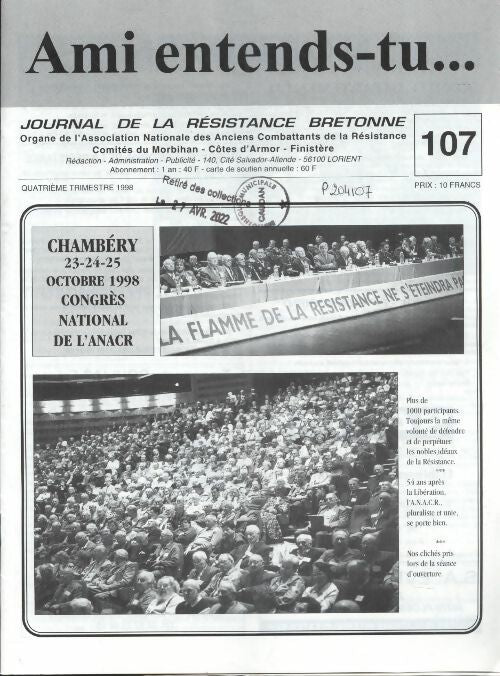 Ami entends-tu...
JOURNAL DE LA RÉSISTANCE BRETONNE
Organe de l'Association Nationale des Anciens Combattants de la Résistance
Comités du Morbihan - Côtes d'Armor - Finistère
Rédaction - Administration - Publicité - 140, Cité Salvador-Allende - 56100 LORIENT
Abonnement : 1 an : 40 F - carte de soutien annuelle : 60 F
107
QUATRIÈME TRIMESTRE 1998
Retiré des collections
Le 27 AVR. 2022
MUNICIPALE
P204107
PRIX : 10 FRANCS
CHAMBÉRY
23-24-25
OCTOBRE 1998
CONGRÈS
NATIONAL
DE L'ANACR
LA FLAMME DE LA RESISTANCE NE S'ETEINDRA PA
Plus de
1000 participants.
Toujours la même
volonté de défendre
et de perpétuer
les nobles idéaux
de la Résistance.
***
54 ans après
la Libération,
l'A.N.A.C.R.,
pluraliste et unie,
se porte bien.
***
Nos clichés pris
lors de la séance
d'ouverture.